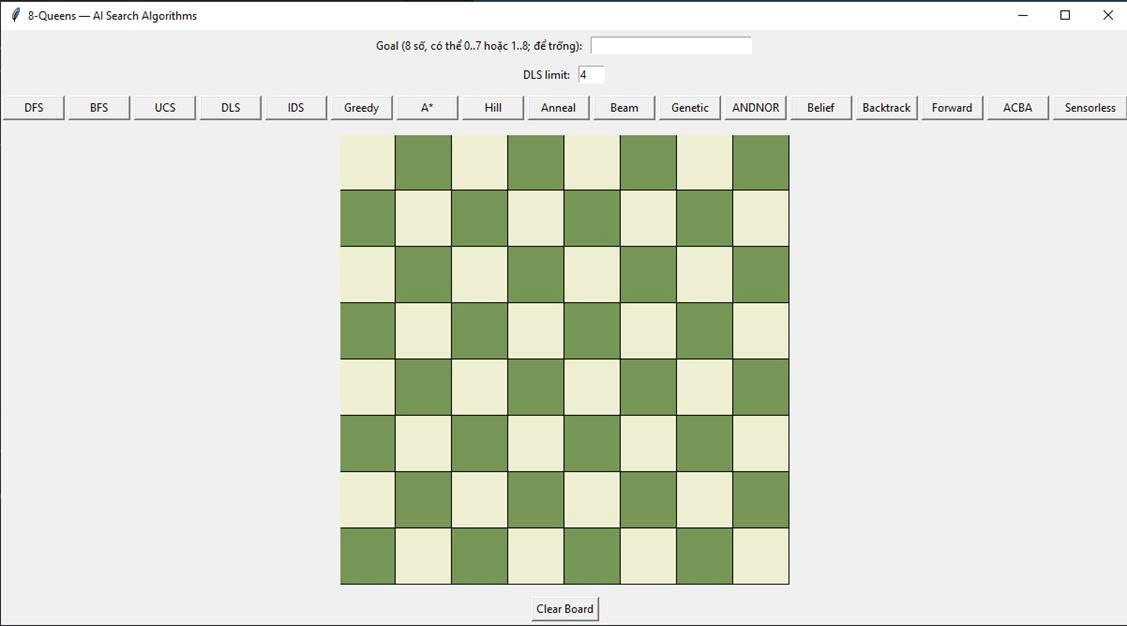 8-Queens — AI Search Algorithms
Goal (8 số, có thể 0..7 hoặc 1..8; để trống):
DLS limit: 4
DFS BFS UCS DLS IDS Greedy A* Hill Anneal Beam Genetic ANDNOR Belief Backtrack Forward ACBA Sensorless
Clear Board